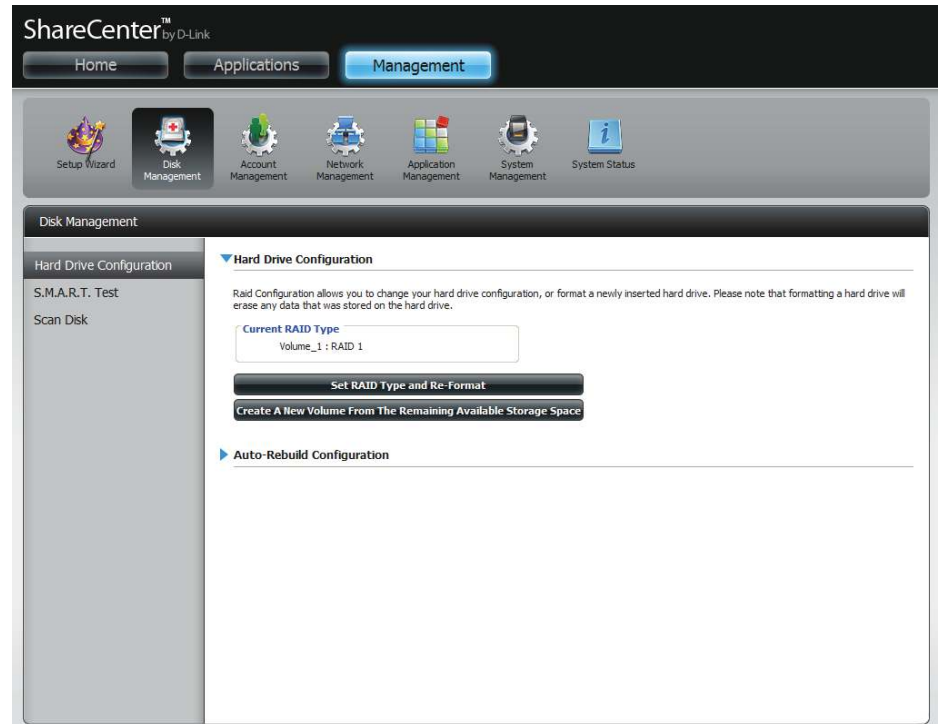 ShareCenter™ by D-Link
Home
Applications
Management
Setup Wizard
Disk
Management
Account
Management
Network
Management
Application
Management
System
Management
System Status
Disk Management
Hard Drive Configuration
S.M.A.R.T. Test
Scan Disk
Hard Drive Configuration
Raid Configuration allows you to change your hard drive configuration, or format a newly inserted hard drive. Please note that formatting a hard drive will
erase any data that was stored on the hard drive.
Current RAID Type
Volume_1 : RAID 1
Set RAID Type and Re-Format
Create A New Volume From The Remaining Available Storage Space
Auto-Rebuild Configuration